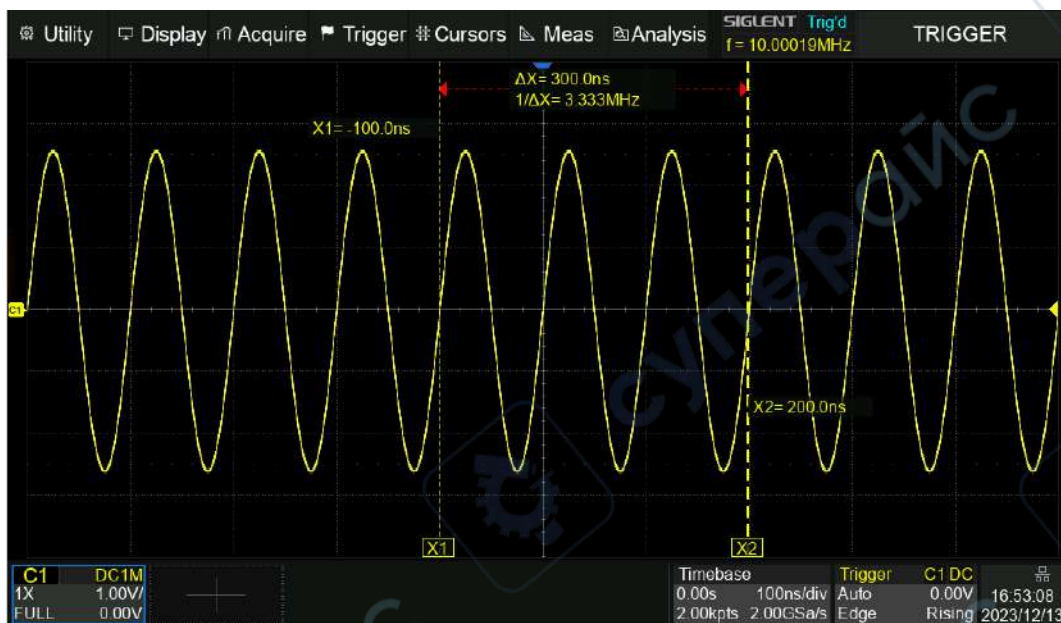 Utility Display Acquire Trigger Cursors Meas Analysis SIGLENT Trig'd TRIGGER
f = 10.00019MHz
ΔX= 300.0ns
1/ΔX= 3.333MHz
X1= -100.0ns
суперайс
C1
X2= 200.0ns
X1 X2
C1 DC1M
1X 1.00V/
FULL 0.00V
Timebase
0.00s 100ns/div
2.00kpts 2.00GSa/s
Trigger C1 DC
Auto 0.00V
Edge Rising
16:53:08
2023/12/13